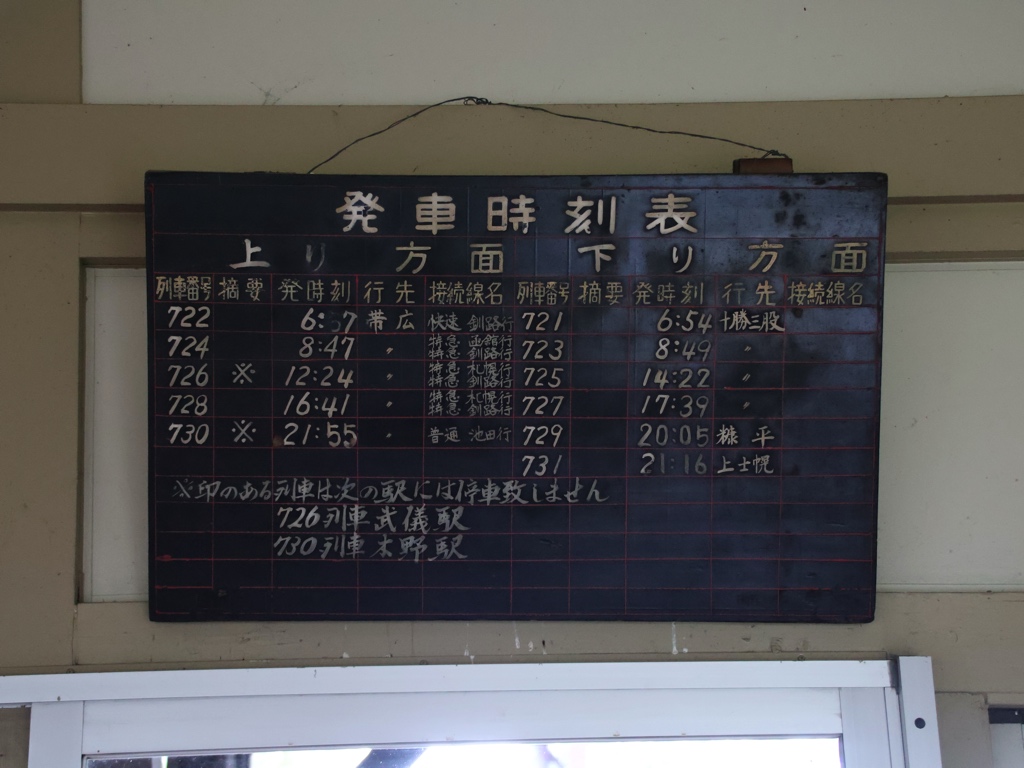 発車時刻表
上り方面 下り方面
列車番号 摘要 発時刻 行先 接続線名 列車番号 摘要 発時刻 行先 接続線名
722 帯広 快速 釧路行 721 6:54 十勝三股
724 8:47 〃 特急 函館行 特急 釧路行 723 8:49 〃
726 ※ 12:24 〃 特急 札幌行 特急 釧路行 725 14:22 〃
728 16:41 〃 特急 札幌行 特急 釧路行 727 17:39 〃
730 ※ 21:55 〃 普通 池田行 729 20:05 糠平
731 21:16 上士幌
※印のある列車は次の駅には停車致しません
726列車武儀駅
730列車木野駅